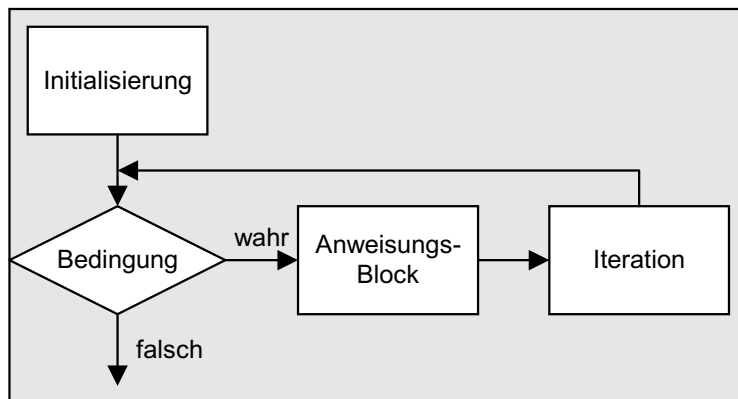 Initialisierung
Bedingung
wahr
Anweisungs-
Block
Iteration
falsch